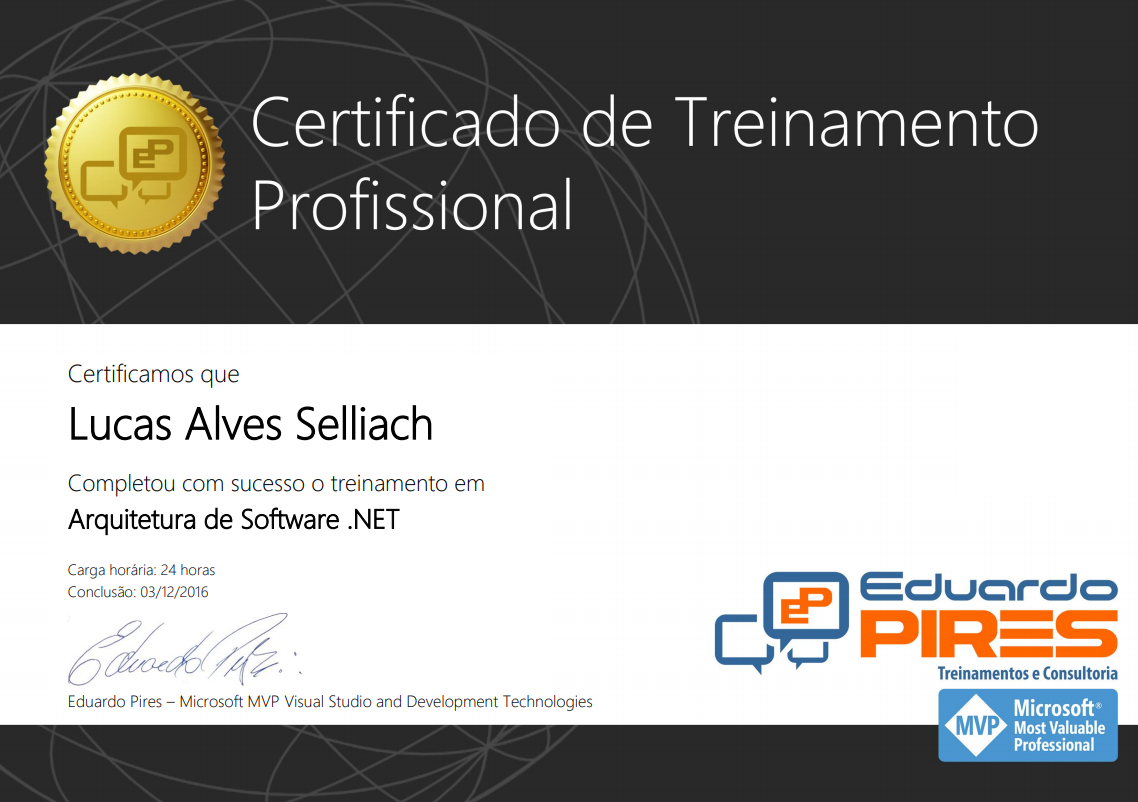 EP
Certificado de Treinamento
Profissional
Certificamos que
Lucas Alves Selliach
Completou com sucesso o treinamento em
Arquitetura de Software .NET
Carga horária: 24 horas
Conclusão: 03/12/2016
Eduardo Pires
Eduardo Pires – Microsoft MVP Visual Studio and Development Technologies
EP
Eduardo
PIRES
Treinamentos e Consultoria
MVP
Microsoft®
Most Valuable
Professional